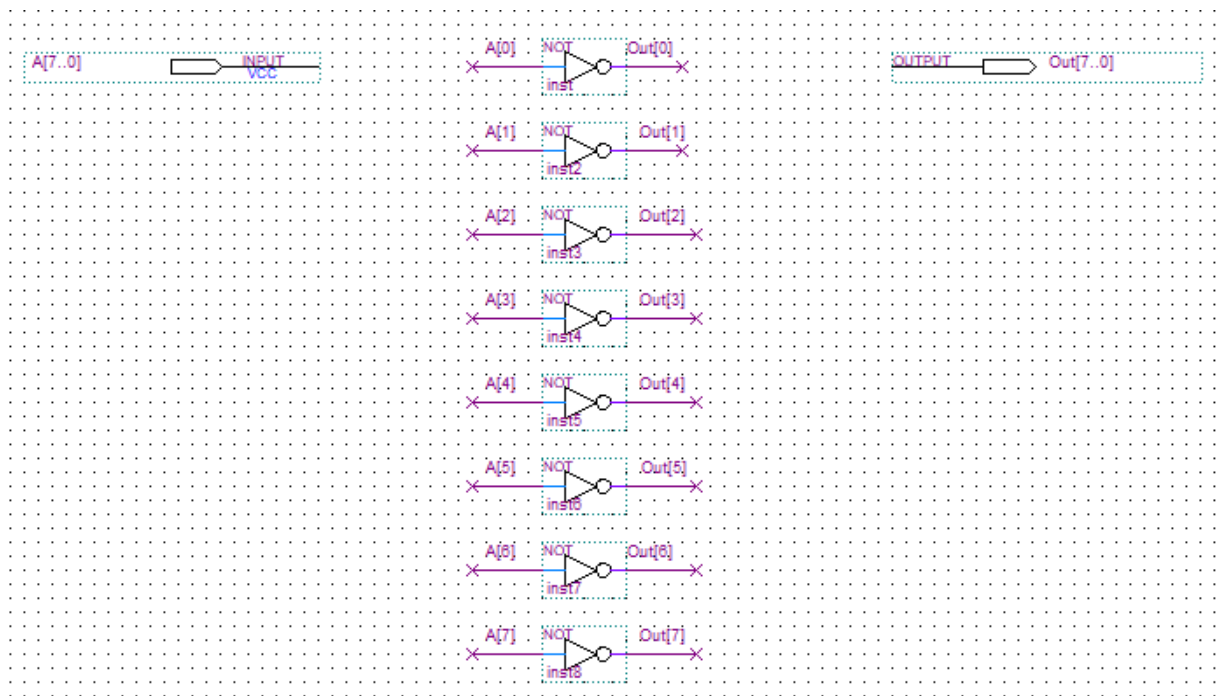 A[7..0] INPUT VCC
A[0] NOT Out[0]
inst
OUTPUT Out[7..0]
A[1] NOT Out[1]
inst2
A[2] NOT Out[2]
inst3
A[3] NOT Out[3]
inst4
A[4] NOT Out[4]
inst5
A[5] NOT Out[5]
inst6
A[6] NOT Out[6]
inst7
A[7] NOT Out[7]
inst8